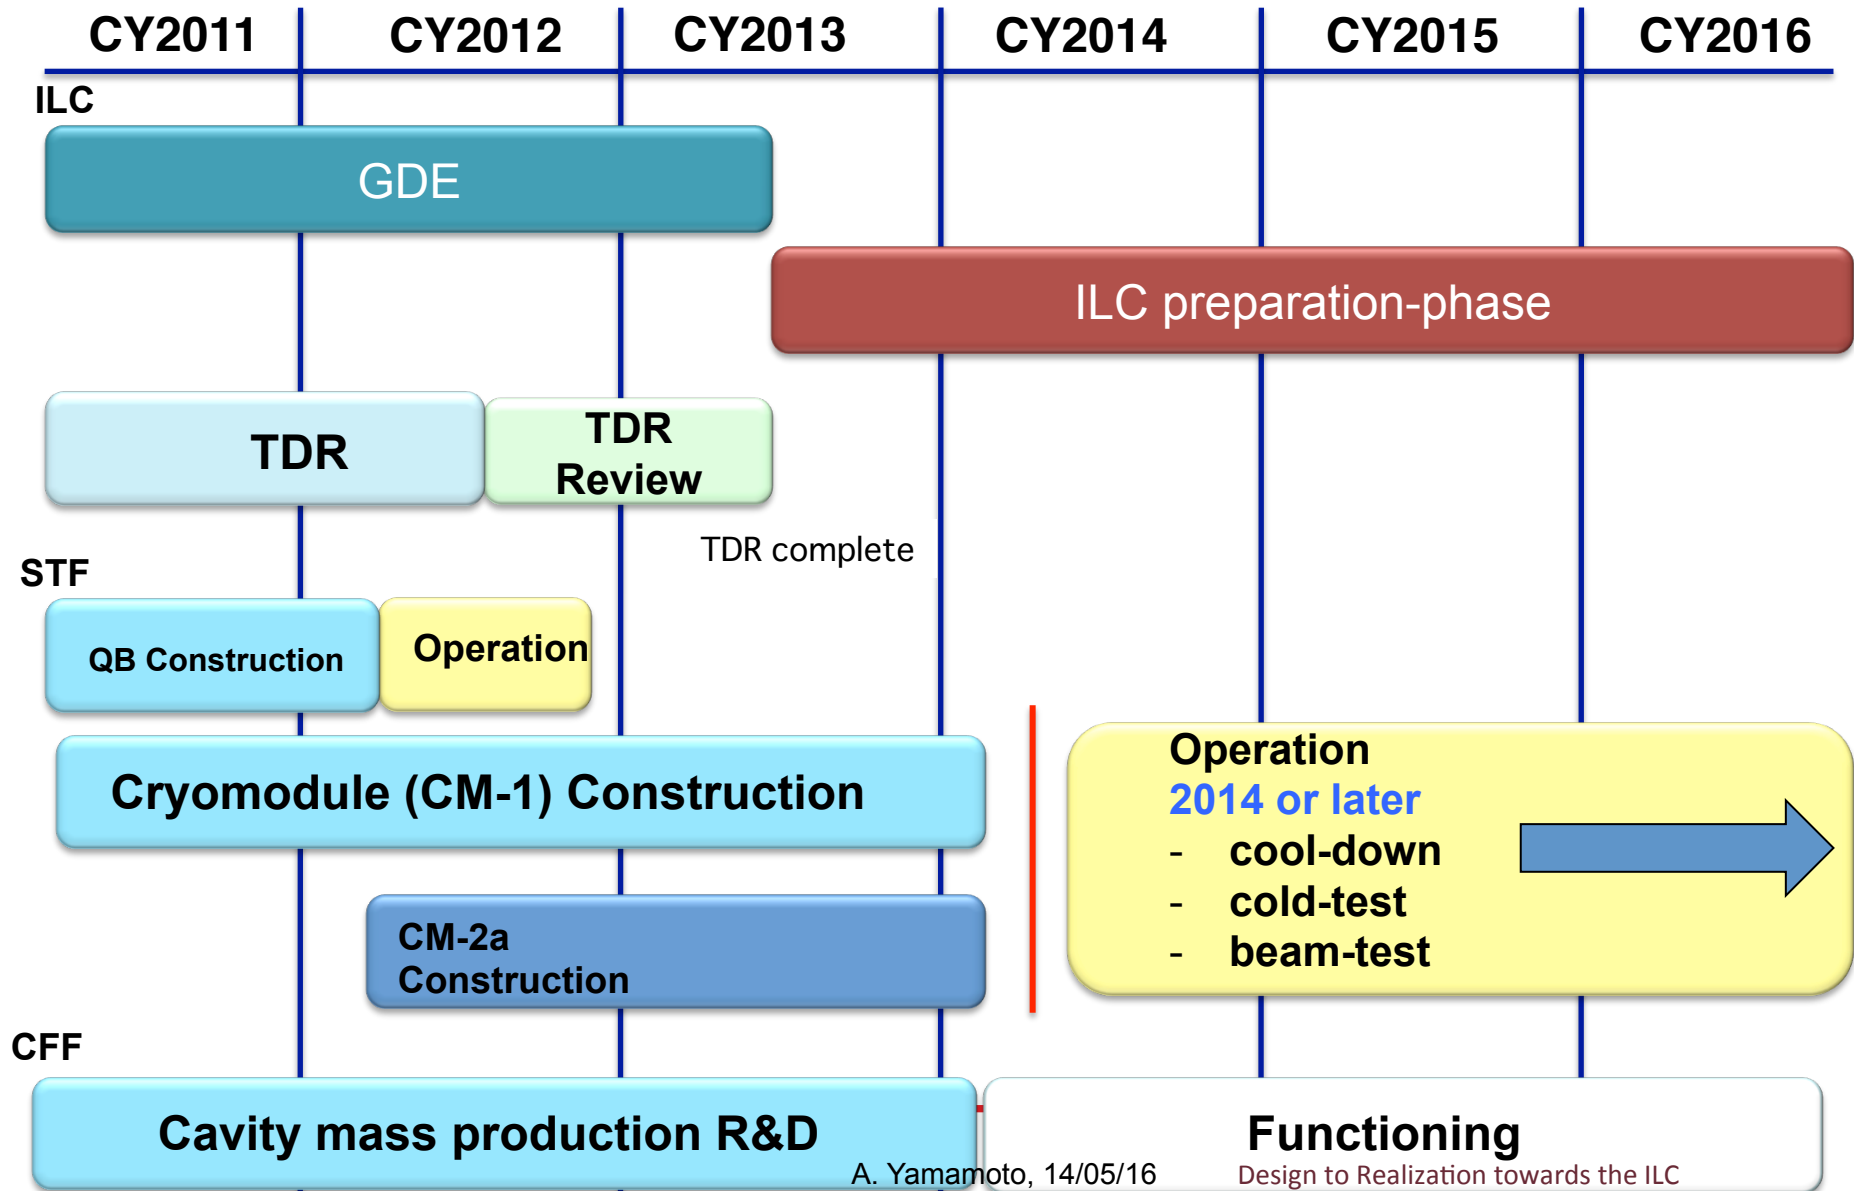 CY2011 CY2012 CY2013 CY2014 CY2015 CY2016
ILC
GDE
ILC preparation-phase
TDR
TDR
Review
TDR complete
STF
QB Construction
Operation
Cryomodule (CM-1) Construction
Operation
2014 or later
- cool-down
- cold-test
- beam-test
CM-2a
Construction
CFF
Cavity mass production R&D
Functioning
A. Yamamoto, 14/05/16
Design to Realization towards the ILC